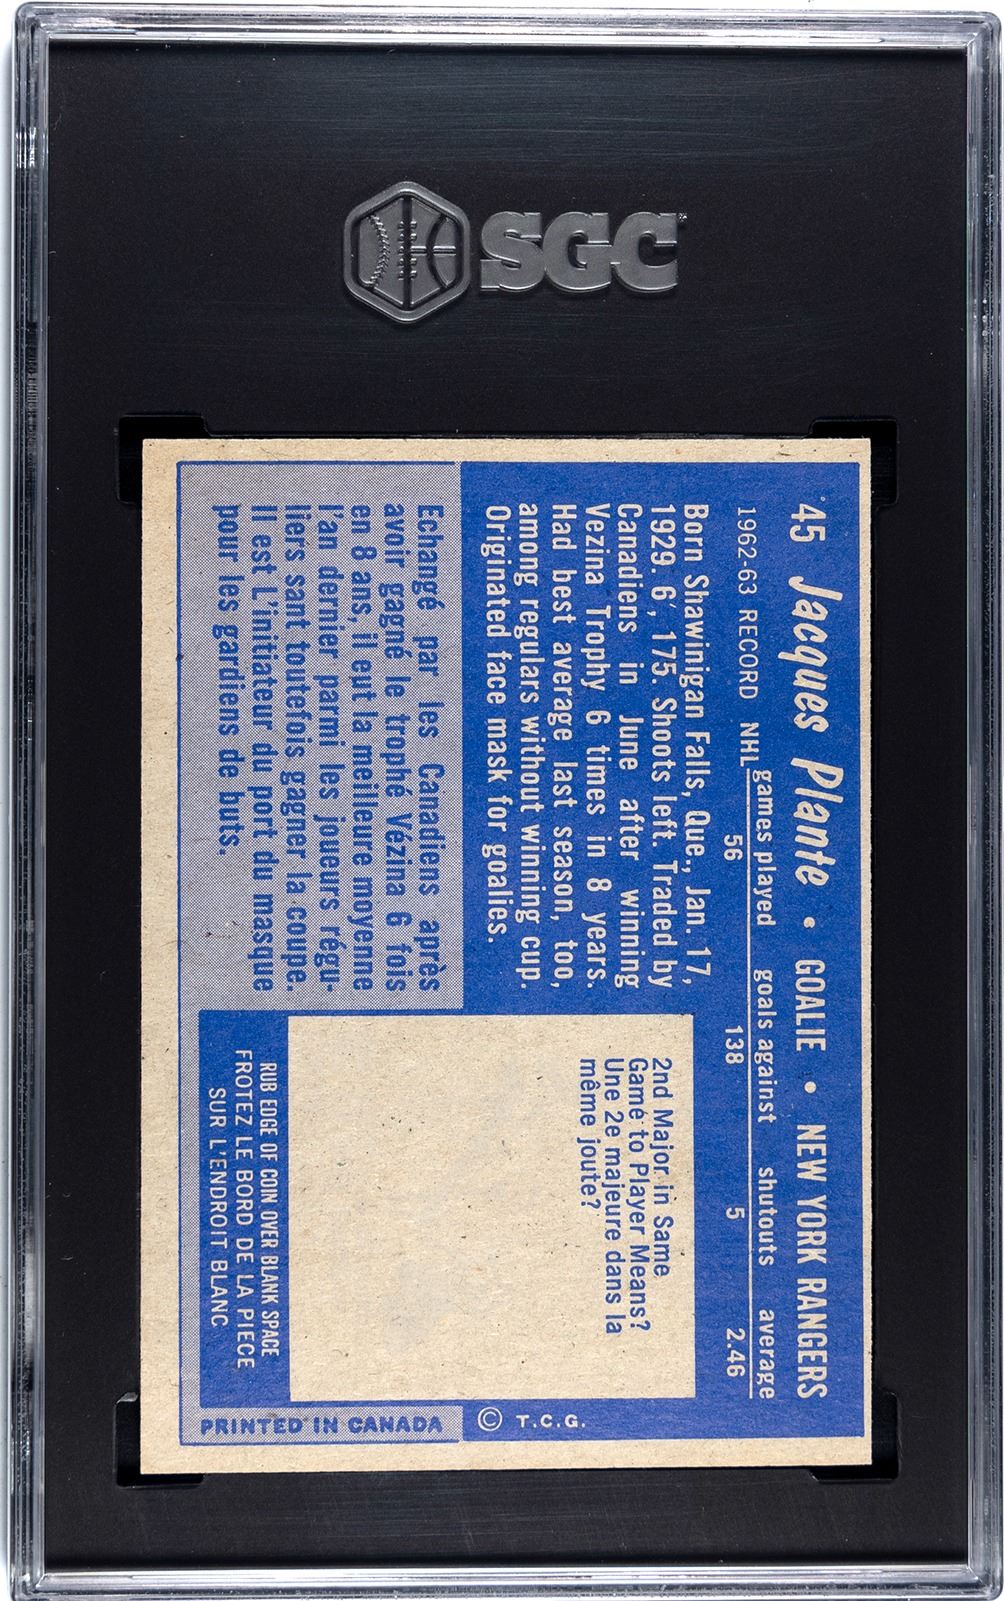 SGC
45 Jacques Plante • GOALIE • NEW YORK RANGERS
games played goals against shutouts average
1962-63 RECORD NHL 56 138 5 2.46
Born Shawinigan Falls, Que., Jan. 17,
1929. 6', 175. Shoots left. Traded by
Canadiens in June after winning
Vezina Trophy 6 times in 8 years.
Had best average last season, too,
among regulars without winning cup.
Originated face mask for goalies.
Echangé par les Canadiens après
avoir gagné le trophé Vézina 6 fois
en 8 ans, il eut la meilleure moyenne
l'an dernier parmi les joueurs régu-
liers sant toutefois gagner la coupe.
Il est L'initiateur du port du masque
pour les gardiens de buts.
2nd Major in Same
Game to Player Means?
Une 2e majeure dans la
même joute?
RUB EDGE OF COIN OVER BLANK SPACE
FROTEZ LE BORD DE LA PIECE
SUR L'ENDROIT BLANC
© T.C.G.
PRINTED IN CANADA